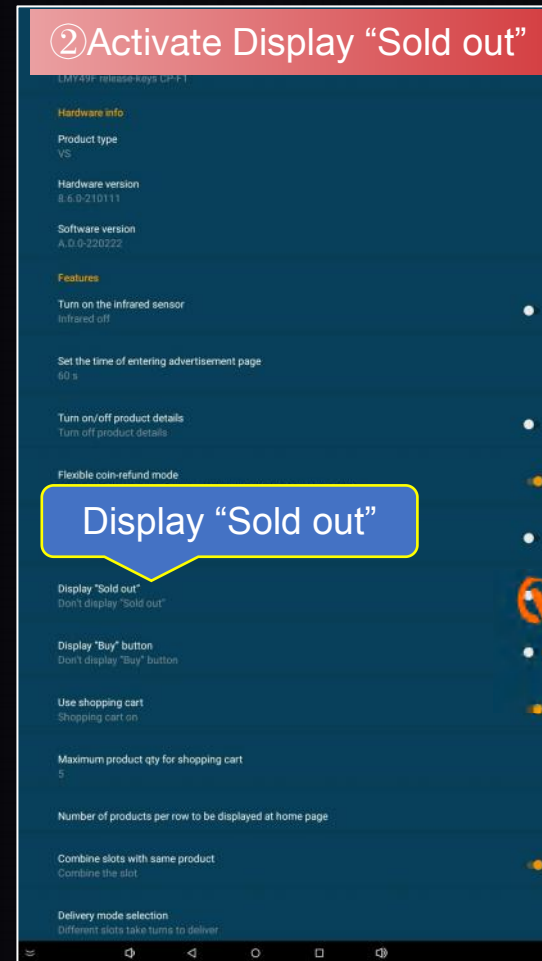 ②Activate Display “Sold out”
LMY49F release-keys CP-F1
Hardware info
Product type
VS
Hardware version
8.6.0-210111
Software version
A.0.0-220222
Features
Turn on the infrared sensor
Infrared off
Set the time of entering advertisement page
60 s
Turn on/off product details
Turn off product details
Flexible coin-refund mode
Display “Sold out”
Display "Sold out"
Don't display "Sold out"
Display "Buy" button
Don't display "Buy" button
Use shopping cart
Shopping cart on
Maximum product qty for shopping cart
5
Number of products per row to be displayed at home page
Combine slots with same product
Combine the slot
Delivery mode selection
Different slots take turns to deliver